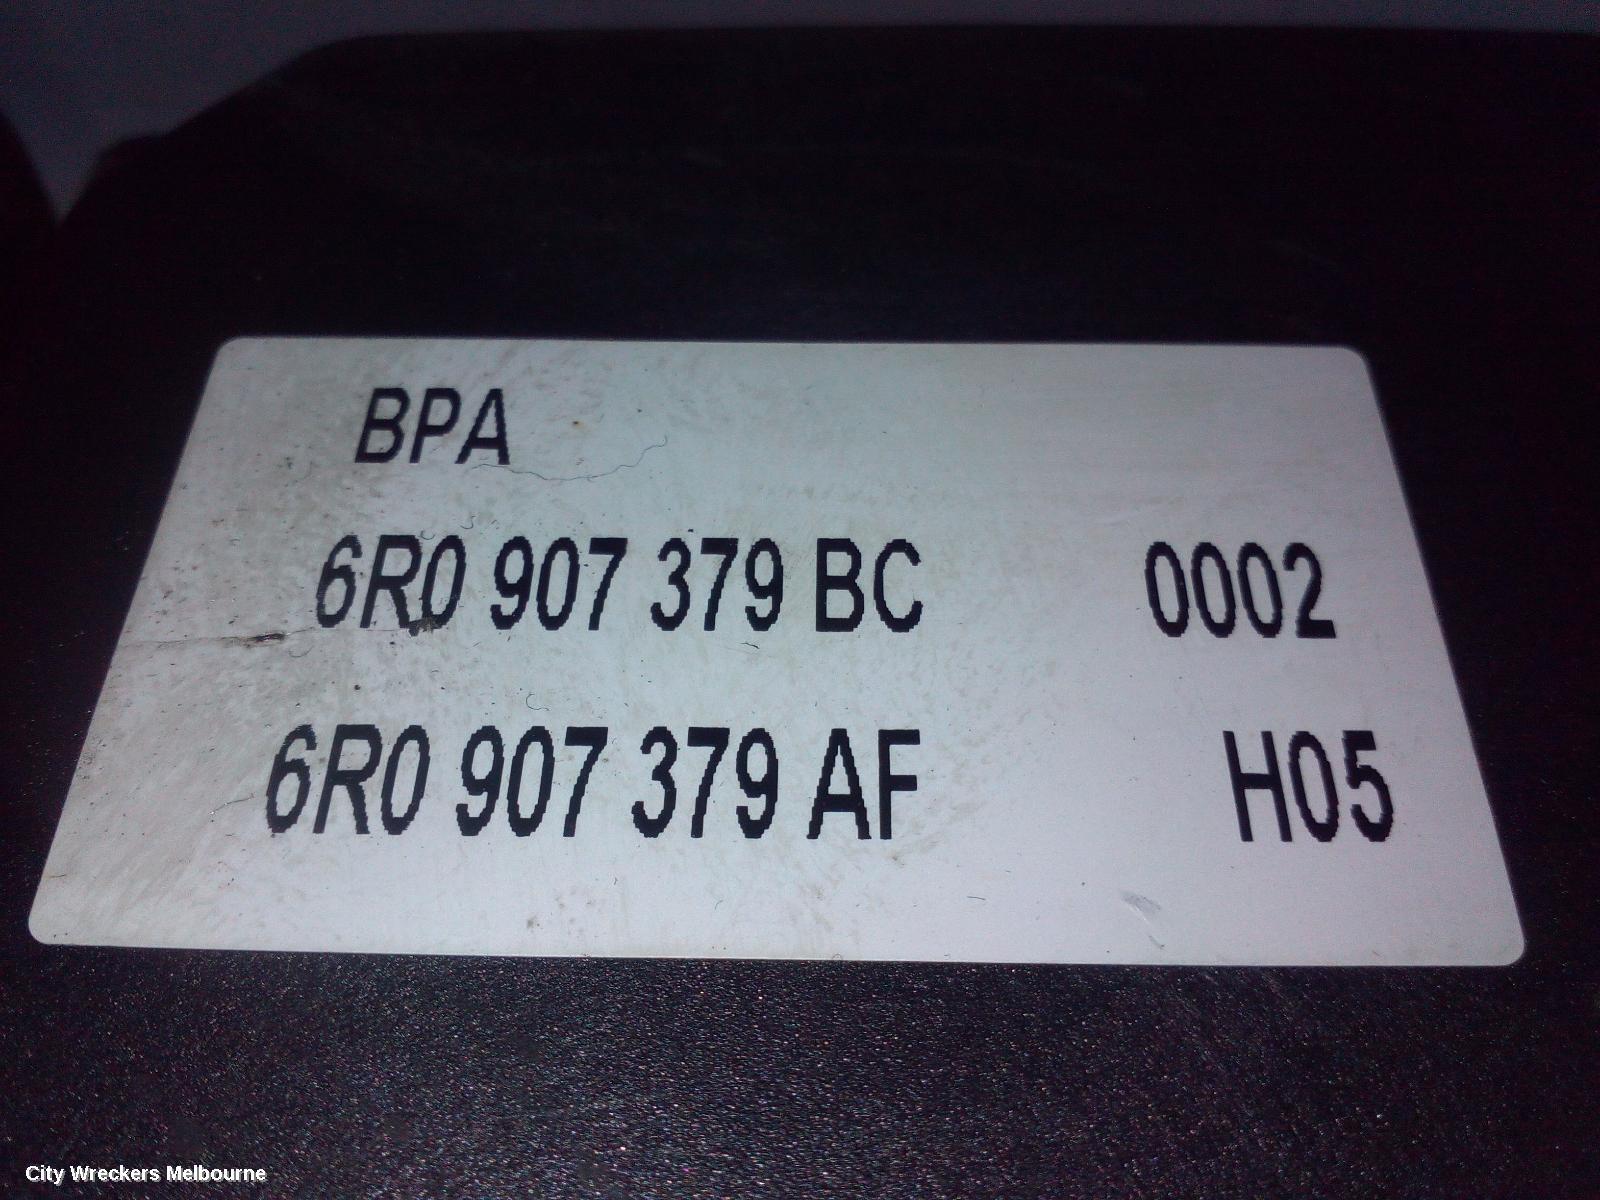 BPA
6R0 907 379 BC 0002
6R0 907 379 AF H05
City Wreckers Melbourne